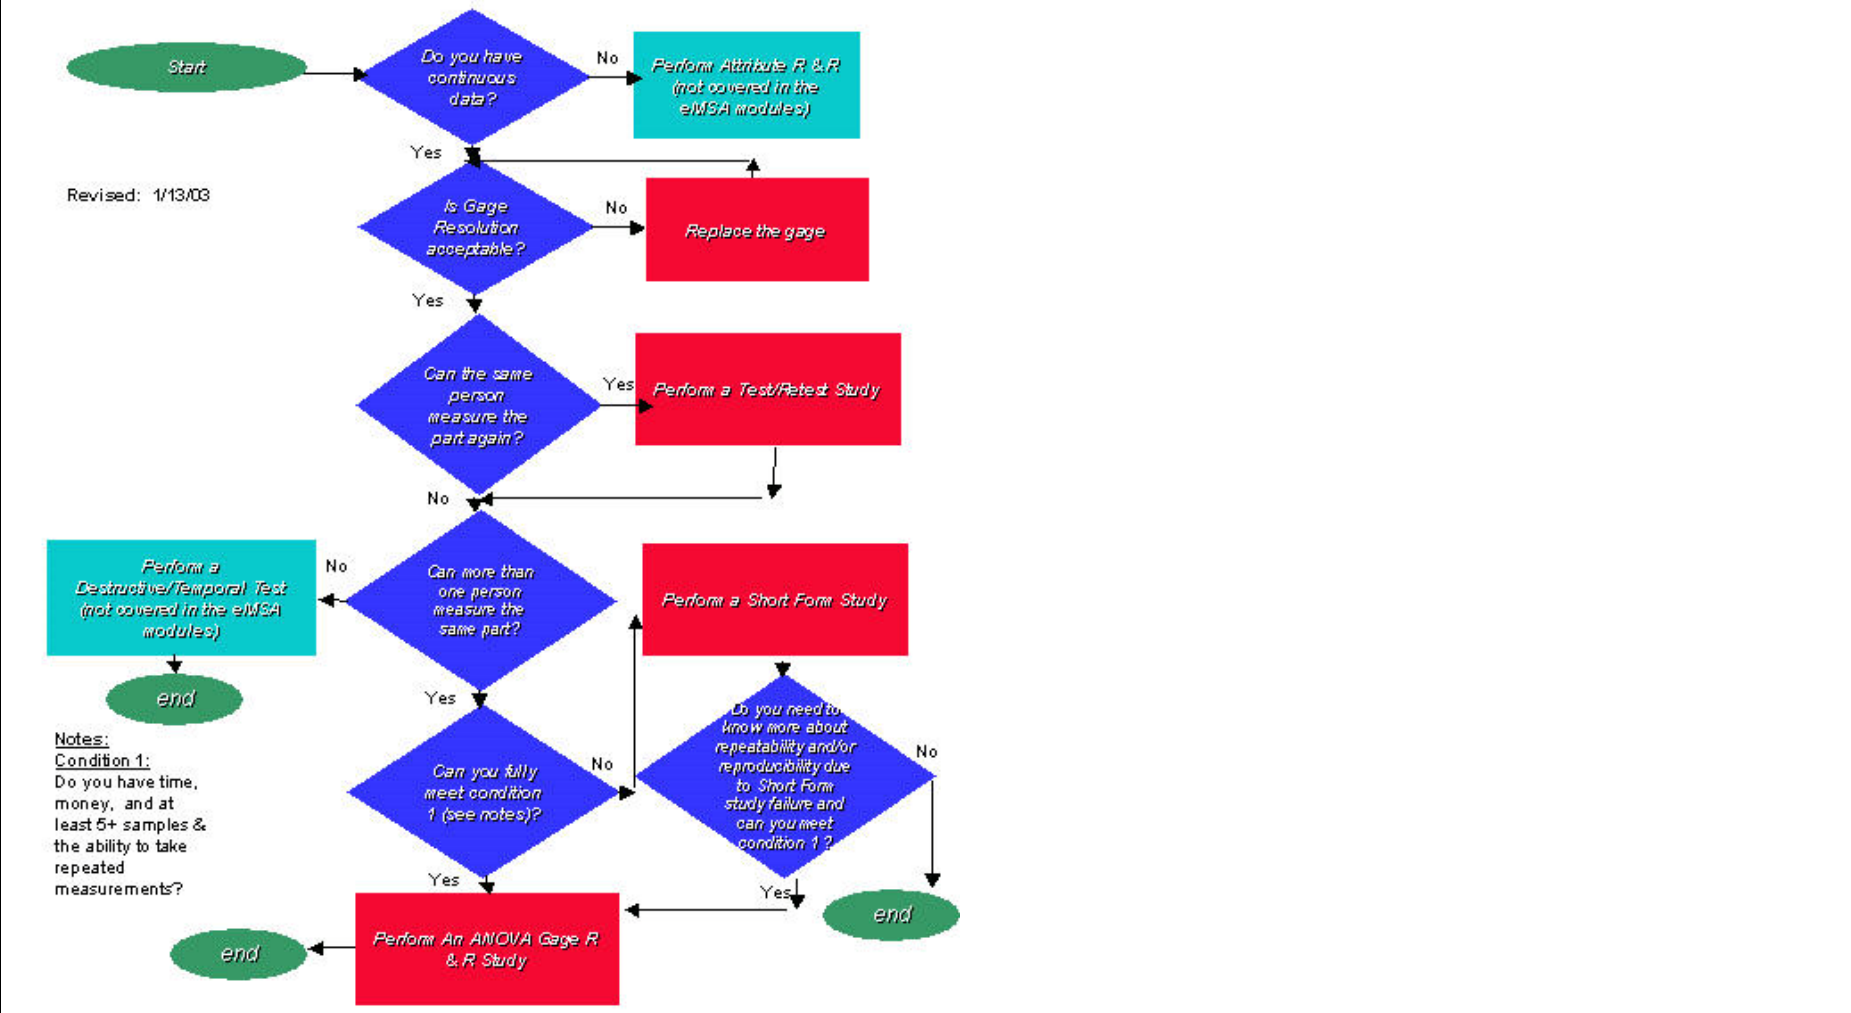 Start
Do you have
continuous
data?
No
Perform Attribute R & R
(not covered in the
eMSA modules)
Yes
Revised: 1/13/03
Is Gage
Resolution
acceptable?
No
Replace the gage
Yes
Can the same
person
measure the
part again?
Yes
Perform a Test/Retest Study
No
Can more than
one person
measure the
same part?
No
Perform a
Destructive/Temporal Test
(not covered in the eMSA
modules)
end
Yes
Perform a Short Form Study
Can you fully
meet condition
1 (see notes)?
No
Do you need to
know more about
repeatability and/or
reproducibility due
to Short Form
study failure and
can you meet
condition 1?
No
Notes:
Condition 1:
Do you have time,
money, and at
least 5+ samples &
the ability to take
repeated
measurements?
Yes
Yes
end
Perform An ANOVA Gage R
& R Study
end